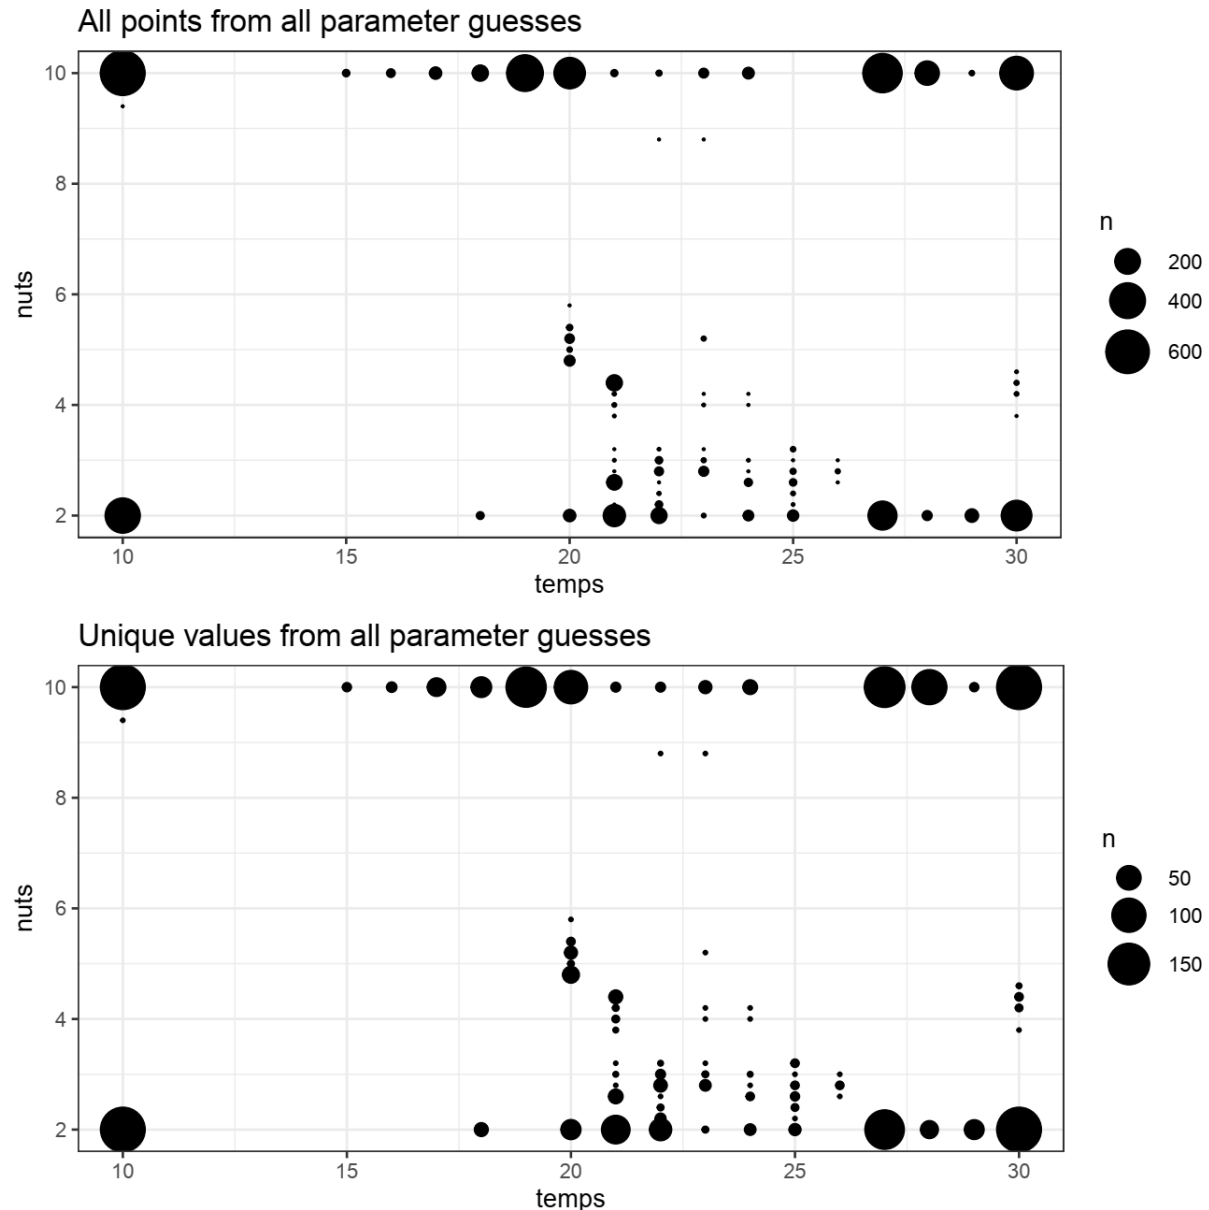 All points from all parameter guesses
10
8
6
4
2
nuts
10 15 20 25 30
temps
n
200
400
600
Unique values from all parameter guesses
10
8
6
4
2
nuts
10 15 20 25 30
temps
n
50
100
150